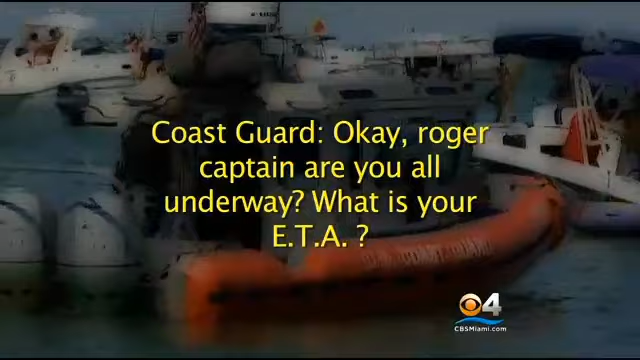 Coast Guard: Okay, roger
captain are you all
underway? What is your
E.T.A. ?
4
CBSMiami.com